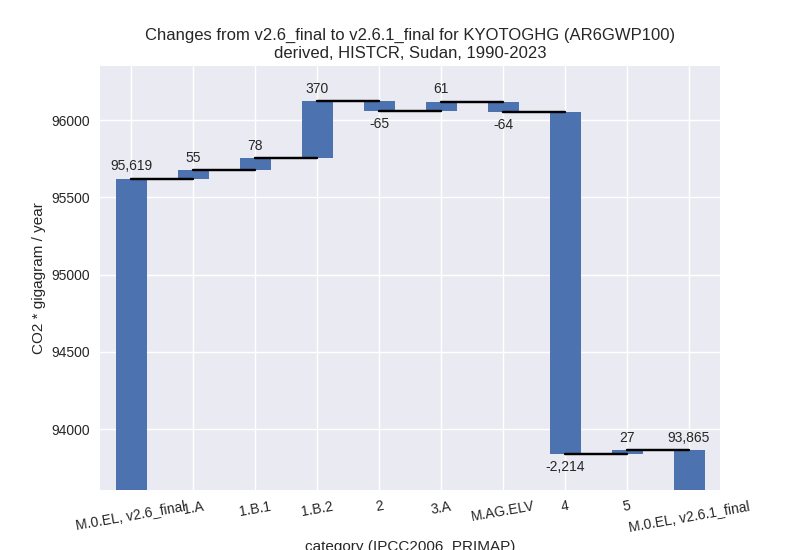 Changes from v2.6_final to v2.6.1_final for KYOTOGHG (AR6GWP100)
derived, HISTCR, Sudan, 1990-2023
CO2 * gigagram / year
96000
95500
95000
94500
94000
95,619
55
78
370
-65
61
-64
-2,214
27
93,865
M.0.EL, v2.6_final
1.A
1.B.1
1.B.2
2
3.A
M.AG.ELV
4
5
M.0.EL, v2.6.1_final
category (IPCC2006_PRIMAP)